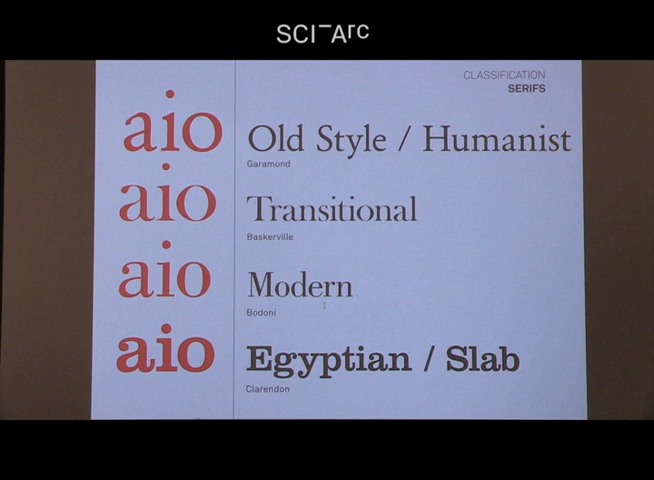 SCI-Arc
CLASSIFICATION
SERIFS
aio
Old Style / Humanist
Garamond
aio
Transitional
Baskerville
aio
Modern
Bodoni
aio
Egyptian / Slab
Clarendon